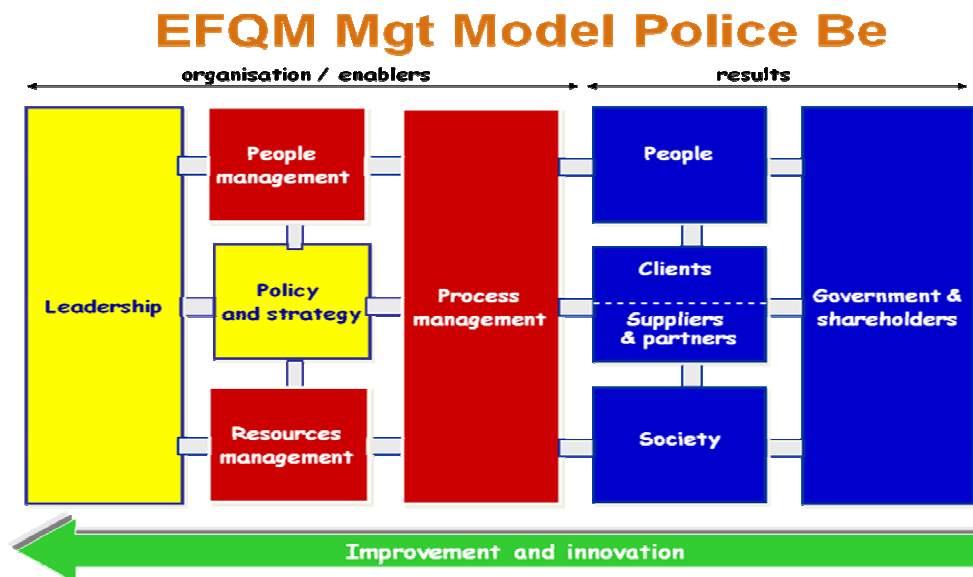 EFQM Mgt Model Police Be
organisation / enablers
results
Leadership
People
management
Policy
and strategy
Resources
management
Process
management
People
Clients
Suppliers
& partners
Society
Government &
shareholders
Improvement and innovation